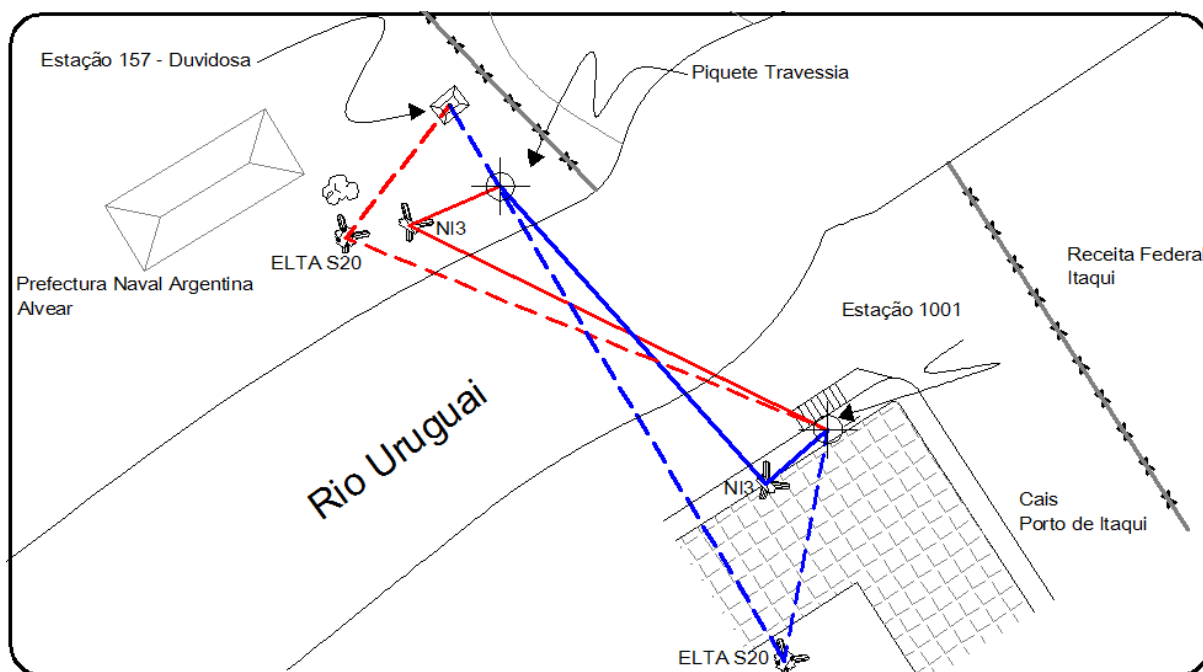 Estação 157 - Duvidosa
Piquete Travessia
NI3
ELTA S20
Prefectura Naval Argentina
Alvear
Receita Federal
Itaqui
Estação 1001
Rio Uruguai
NI3
Cais
Porto de Itaqui
ELTA S20